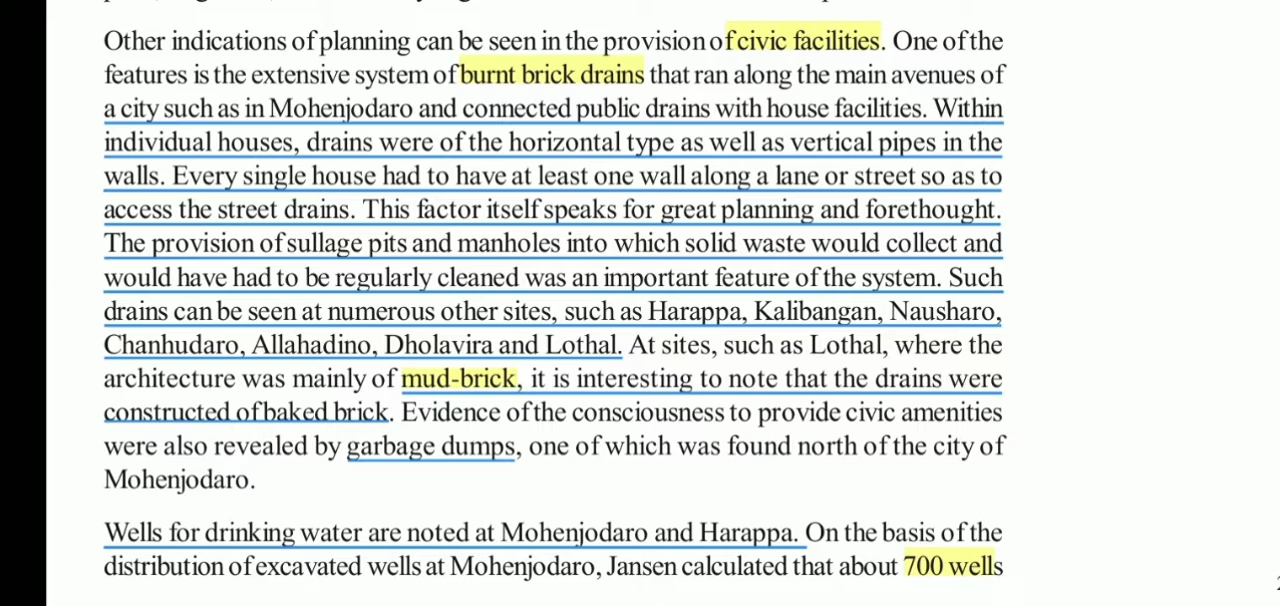 Other indications of planning can be seen in the provision of civic facilities. One of the
features is the extensive system of burnt brick drains that ran along the main avenues of
a city such as in Mohenjodaro and connected public drains with house facilities. Within
individual houses, drains were of the horizontal type as well as vertical pipes in the
walls. Every single house had to have at least one wall along a lane or street so as to
access the street drains. This factor itself speaks for great planning and forethought.
The provision of sullage pits and manholes into which solid waste would collect and
would have had to be regularly cleaned was an important feature of the system. Such
drains can be seen at numerous other sites, such as Harappa, Kalibangan, Nausharo,
Chanhudaro, Allahadino, Dholavira and Lothal. At sites, such as Lothal, where the
architecture was mainly of mud-brick, it is interesting to note that the drains were
constructed of baked brick. Evidence of the consciousness to provide civic amenities
were also revealed by garbage dumps, one of which was found north of the city of
Mohenjodaro.
Wells for drinking water are noted at Mohenjodaro and Harappa. On the basis of the
distribution of excavated wells at Mohenjodaro, Jansen calculated that about 700 wells